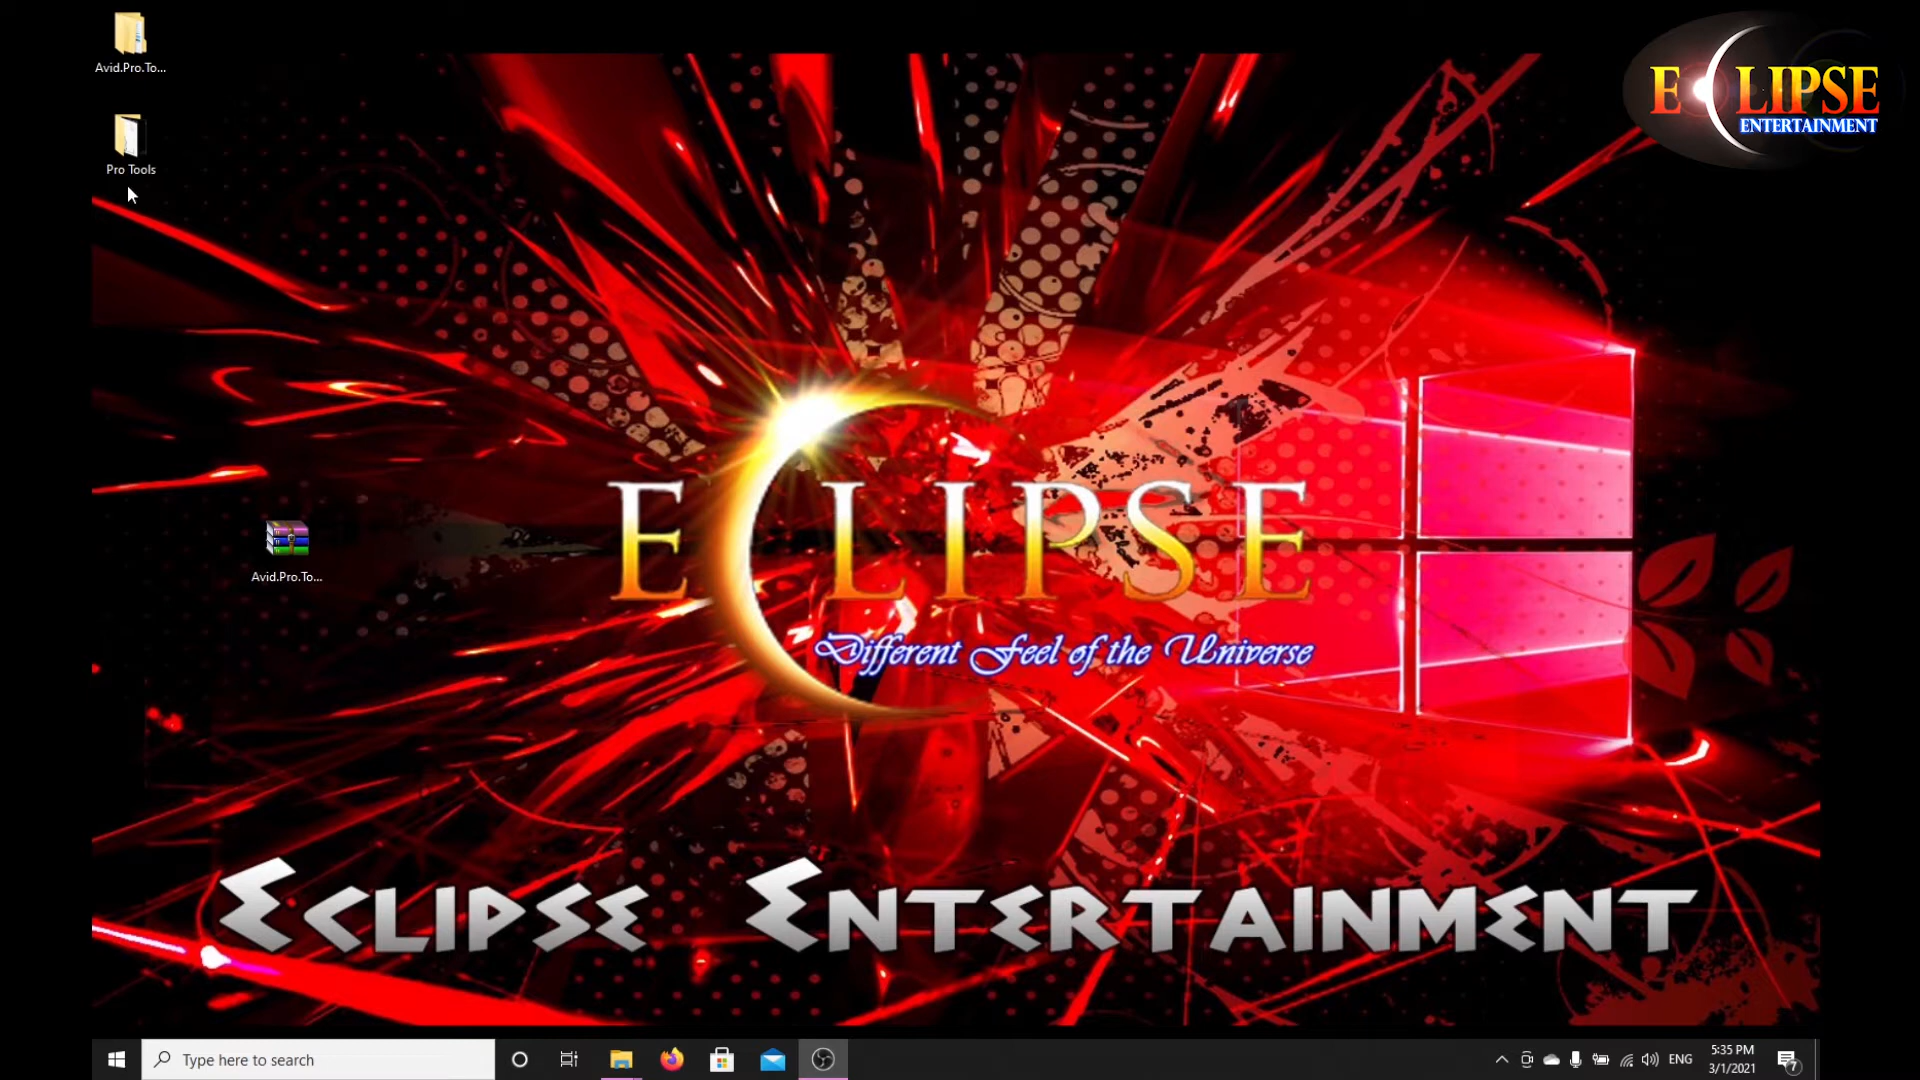 Avid.Pro.To...
Pro Tools
ECLIPSE
ENTERTAINMENT
Avid.Pro.To...
ECLIPSE
Different Feel of the Universe
Eclipse Entertainment
Type here to search
ENG
5:35 PM
3/1/2021
7